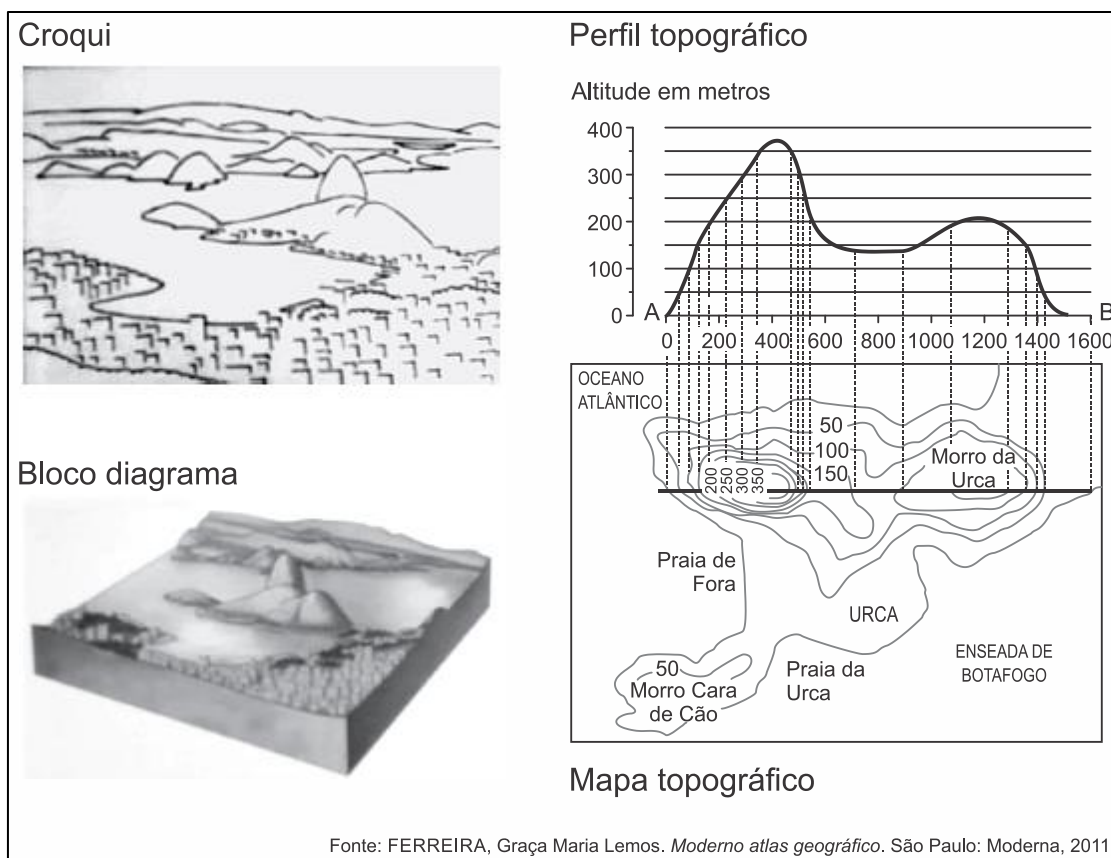 Croqui
Bloco diagrama
Perfil topográfico
Altitude em metros
400
300
200
100
0
A
B
0 200 400 600 800 1000 1200 1400 1600
OCEANO
ATLÂNTICO
50
100
150
200
250
300
350
Morro da
Urca
Praia de
Fora
URCA
ENSEADA DE
BOTAFOGO
Praia da
Urca
50
Morro Cara
de Cão
Mapa topográfico
Fonte: FERREIRA, Graça Maria Lemos. Moderno atlas geográfico. São Paulo: Moderna, 2011